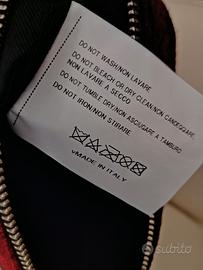 DO NOT WASH/NON LAVARE
DO NOT BLEACH OR DRY CLEAN/NON CANDEGGIARE,
NON LAVARE A SECCO
DO NOT TUMBLE DRY/NON ASCIUGARE A TAMBURO
DO NOT IRON/NON STIRARE
MADE IN ITALY
subito